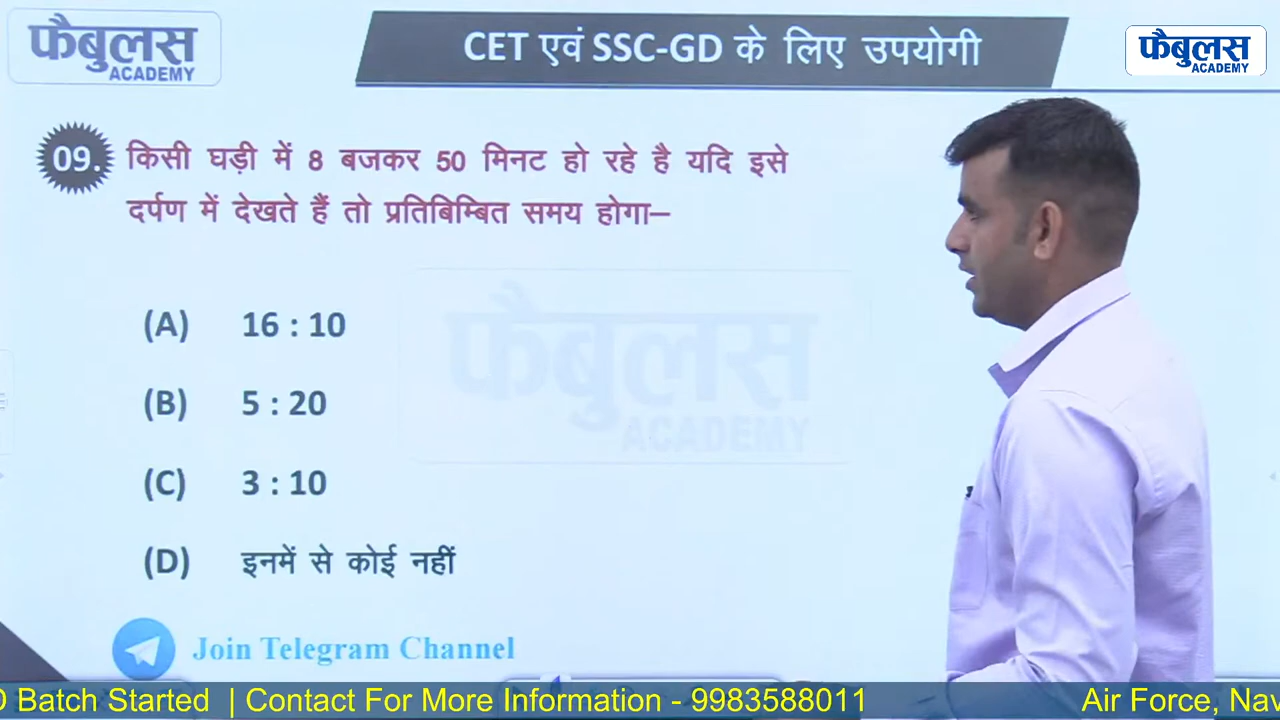 फैबुलस
ACADEMY
CET एवं SSC-GD के लिए उपयोगी
फैबुलस
ACADEMY
09. किसी घड़ी में 8 बजकर 50 मिनट हो रहे है यदि इसे
दर्पण में देखते हैं तो प्रतिबिम्बित समय होगा–
फैबुलस
ACADEMY
(A) 16 : 10
(B) 5 : 20
(C) 3 : 10
(D) इनमें से कोई नहीं
Join Telegram Channel
Batch Started | Contact For More Information - 9983588011 Air Force,